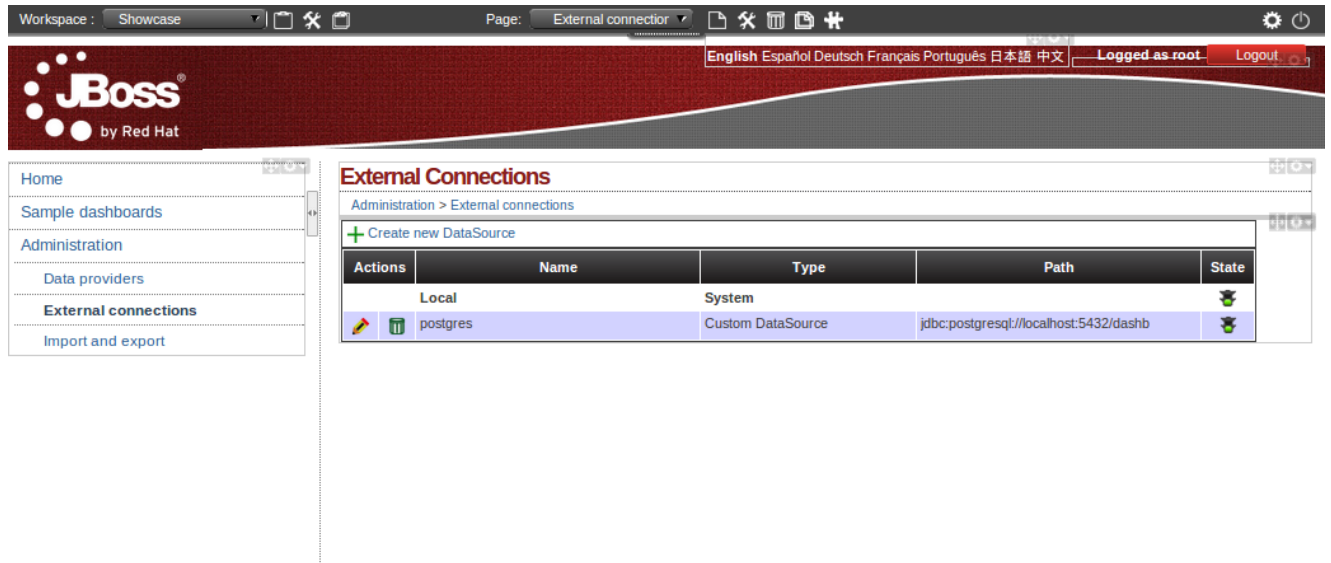 Workspace : Showcase Page: External connectior
English Español Deutsch Français Português 日本語 中文 Logged as root Logout
JBoss®
by Red Hat
Home
Sample dashboards
Administration
Data providers
External connections
Import and export
External Connections
Administration > External connections
Create new DataSource
Actions Name Type Path State
Local System
postgres Custom DataSource jdbc:postgresql://localhost:5432/dashb